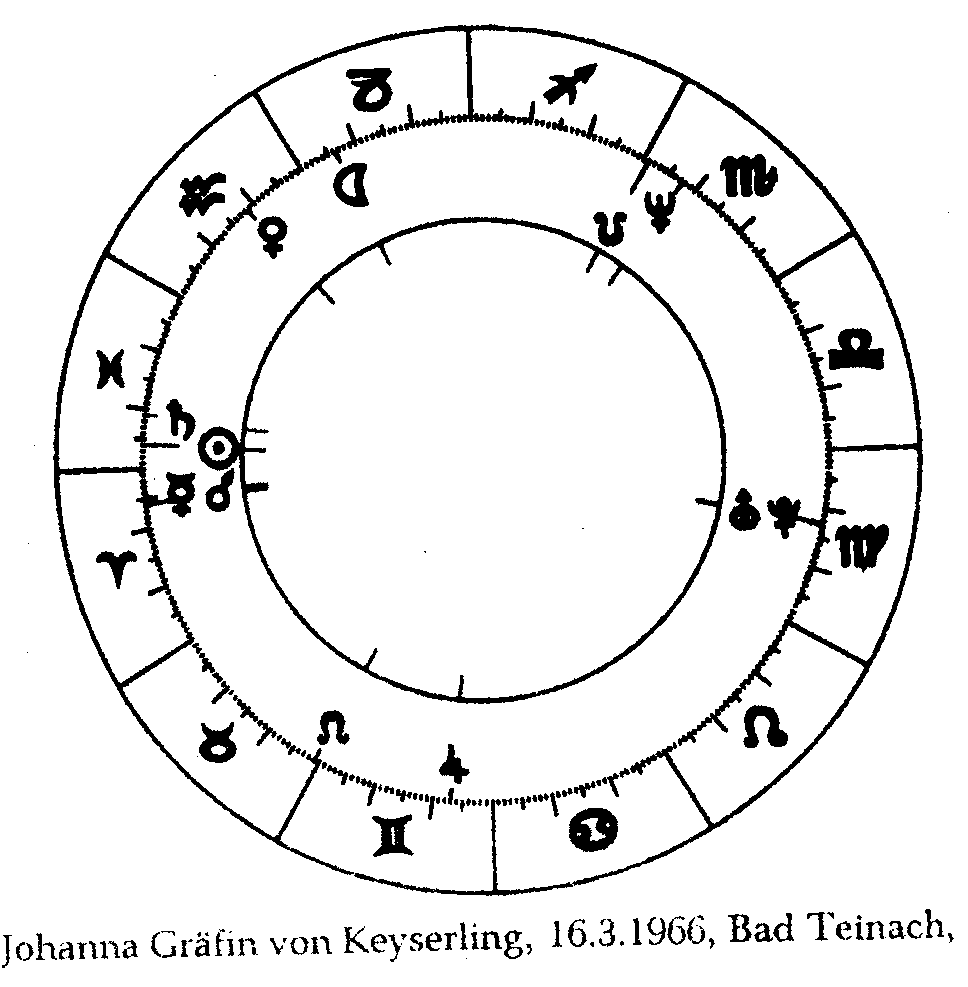 Johanna Gräfin von Keyserling, 16.3.1966, Bad Teinach,